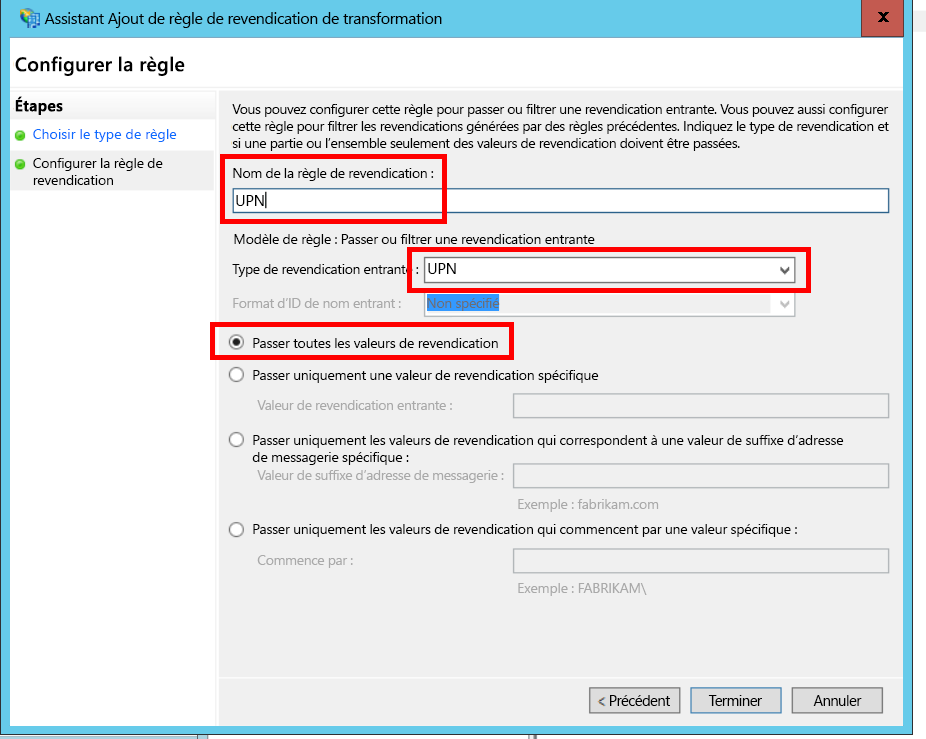 Assistant Ajout de règle de revendication de transformation
x
Configurer la règle
Étapes
Choisir le type de règle
Configurer la règle de
revendication
Vous pouvez configurer cette règle pour passer ou filtrer une revendication entrante. Vous pouvez aussi configurer
cette règle pour filtrer les revendications générées par des règles précédentes. Indiquez le type de revendication et
si une partie ou l'ensemble seulement des valeurs de revendication doivent être passées.
Nom de la règle de revendication :
UPN
Modèle de règle : Passer ou filtrer une revendication entrante
Type de revendication entrante : UPN
Format d'ID de nom entrant : Non spécifié
Passer toutes les valeurs de revendication
Passer uniquement une valeur de revendication spécifique
Valeur de revendication entrante :
Passer uniquement les valeurs de revendication qui correspondent à une valeur de suffixe d'adresse
de messagerie spécifique :
Valeur de suffixe d'adresse de messagerie :
Exemple : fabrikam.com
Passer uniquement les valeurs de revendication qui commencent par une valeur spécifique :
Commence par :
Exemple : FABRIKAM\
< Précédent Terminer Annuler